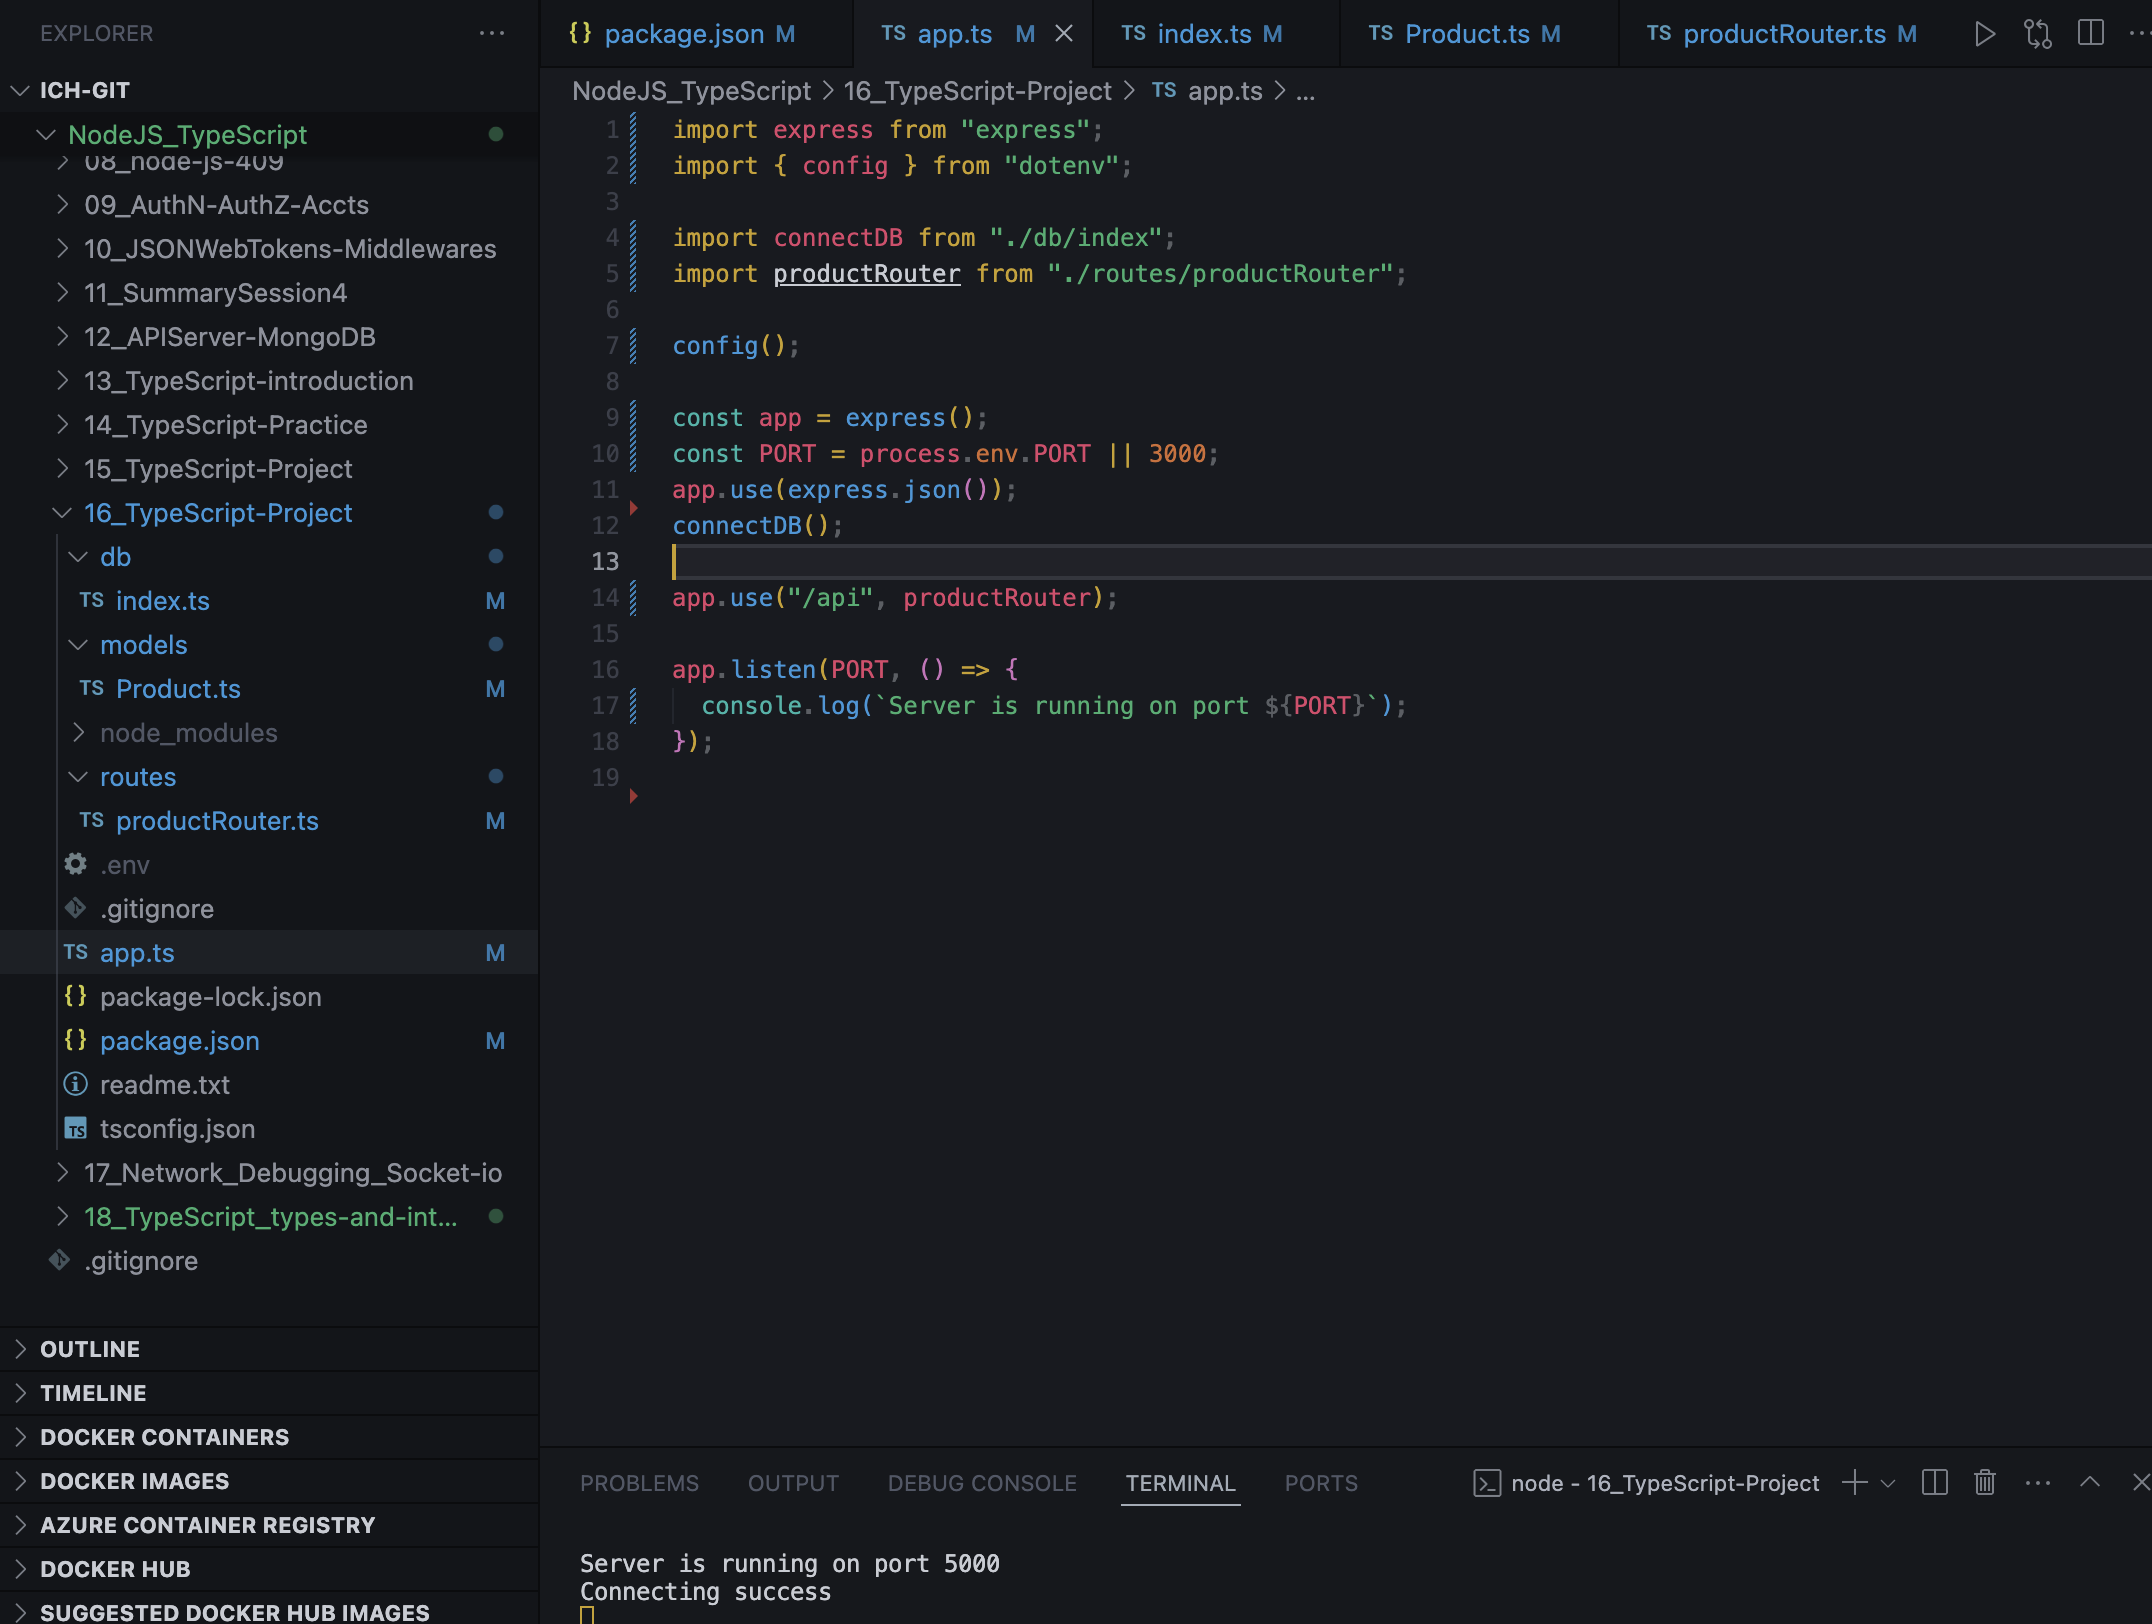 EXPLORER
ICH-GIT
NodeJS_TypeScript
08_node-js-409
09_AuthN-AuthZ-Accts
10_JSONWebTokens-Middlewares
11_SummarySession4
12_APIServer-MongoDB
13_TypeScript-introduction
14_TypeScript-Practice
15_TypeScript-Project
16_TypeScript-Project
db
TS index.ts M
models
TS Product.ts M
node_modules
routes
TS productRouter.ts M
.env
.gitignore
TS app.ts M
{} package-lock.json
{} package.json M
readme.txt
TS tsconfig.json
17_Network_Debugging_Socket-io
18_TypeScript_types-and-int...
.gitignore
OUTLINE
TIMELINE
DOCKER CONTAINERS
DOCKER IMAGES
AZURE CONTAINER REGISTRY
DOCKER HUB
SUGGESTED DOCKER HUB IMAGES
{} package.json M TS app.ts M TS index.ts M TS Product.ts M TS productRouter.ts M
NodeJS_TypeScript > 16_TypeScript-Project > TS app.ts > ...
1 import express from "express";
2 import { config } from "dotenv";
3
4 import connectDB from "./db/index";
5 import productRouter from "./routes/productRouter";
6
7 config();
8
9 const app = express();
10 const PORT = process.env.PORT || 3000;
11 app.use(express.json());
12 connectDB();
13
14 app.use("/api", productRouter);
15
16 app.listen(PORT, () => {
17 console.log(`Server is running on port ${PORT}`);
18 });
19
PROBLEMS OUTPUT DEBUG CONSOLE TERMINAL PORTS node - 16_TypeScript-Project
Server is running on port 5000
Connecting success